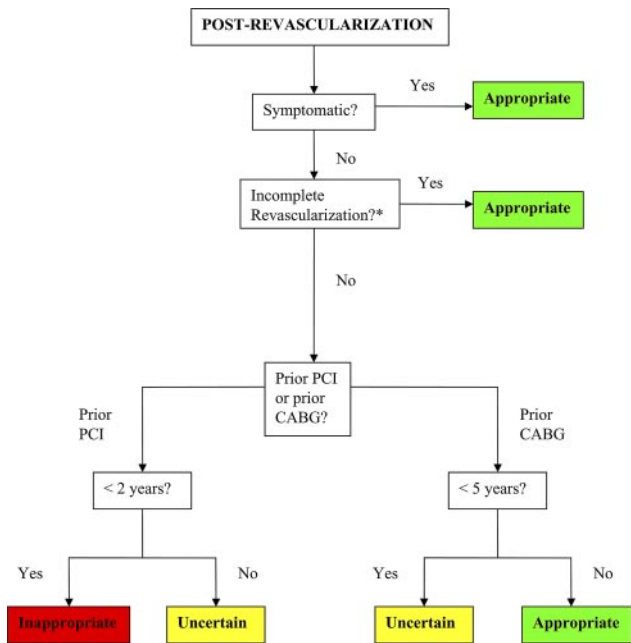 POST-REVASCULARIZATION
Yes
Appropriate
Symptomatic?
No
Incomplete
Revascularization?*
Yes
Appropriate
No
Prior PCI
or prior
CABG?
Prior
PCI
Prior
CABG
< 2 years?
< 5 years?
Yes
No
Yes
No
Inappropriate
Uncertain
Uncertain
Appropriate